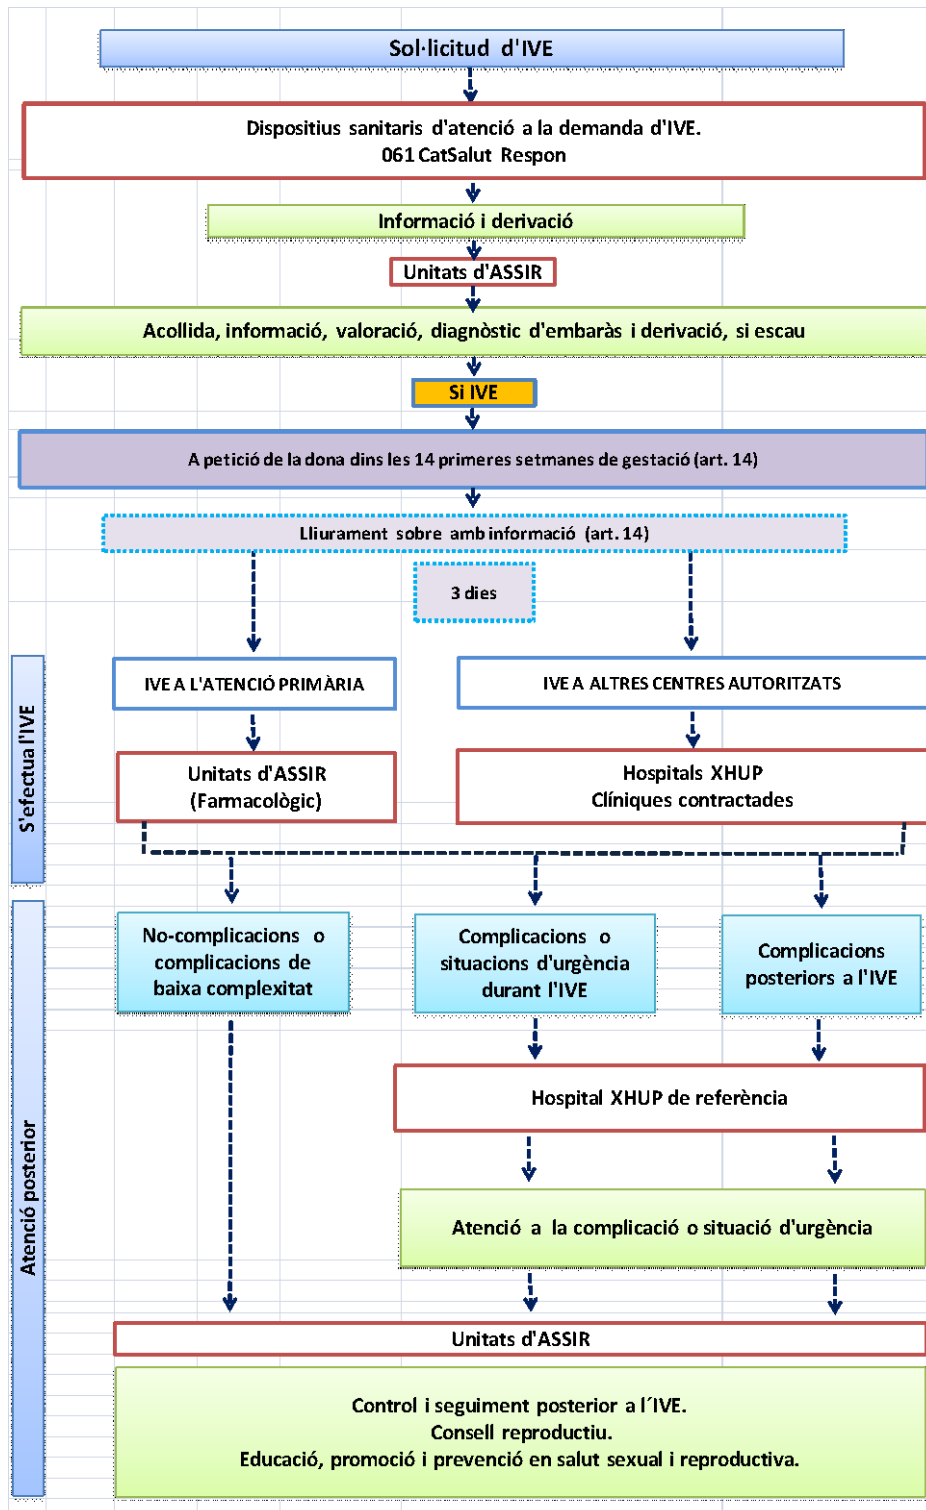 Sol·licitud d'IVE
Dispositius sanitaris d'atenció a la demanda d'IVE.
061 CatSalut Respon
Informació i derivació
Unitats d'ASSIR
Acollida, informació, valoració, diagnòstic d'embaràs i derivació, si escau
Si IVE
A petició de la dona dins les 14 primeres setmanes de gestació (art. 14)
Lliurament sobre amb informació (art. 14)
3 dies
S'efectua l'IVE
IVE A L'ATENCIÓ PRIMÀRIA
IVE A ALTRES CENTRES AUTORITZATS
Unitats d'ASSIR
(Farmacològic)
Hospitals XHUP
Clíniques contractades
Atenció posterior
No-complicacions o
complicacions de
baixa complexitat
Complicacions o
situacions d'urgència
durant l'IVE
Complicacions
posteriors a l'IVE
Hospital XHUP de referència
Atenció a la complicació o situació d'urgència
Unitats d'ASSIR
Control i seguiment posterior a l´IVE.
Consell reproductiu.
Educació, promoció i prevenció en salut sexual i reproductiva.